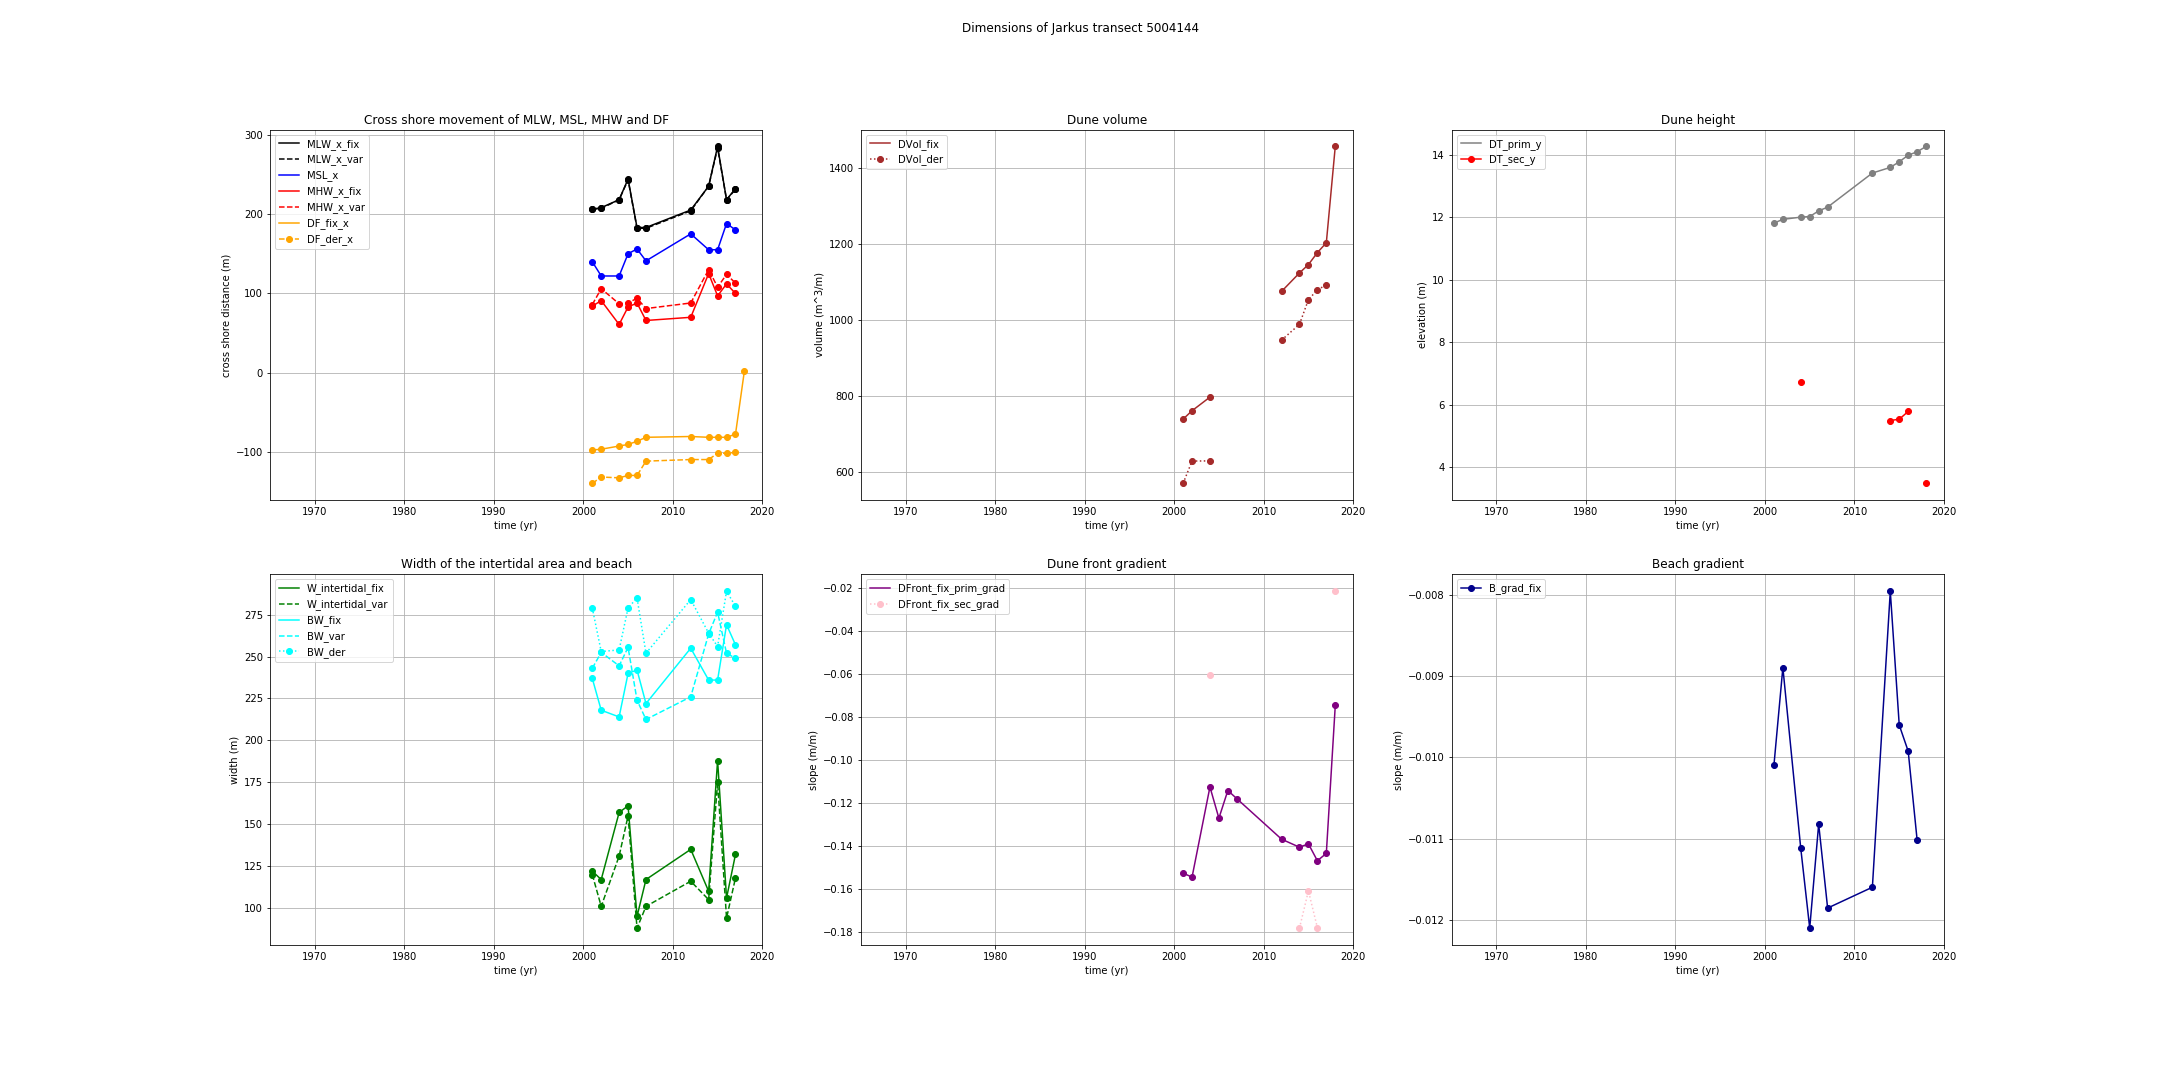 Dimensions of Jarkus transect 5004144
Cross shore movement of MLW, MSL, MHW and DF
300
200
100
0
−100
cross shore distance (m)
MLW_x_fix
MLW_x_var
MSL_x
MHW_x_fix
MHW_x_var
DF_fix_x
DF_der_x
1970 1980 1990 2000 2010 2020
time (yr)
Dune volume
1400
1200
1000
800
600
volume (m^3/m)
DVol_fix
DVol_der
1970 1980 1990 2000 2010 2020
time (yr)
Dune height
14
12
10
8
6
4
elevation (m)
DT_prim_y
DT_sec_y
1970 1980 1990 2000 2010 2020
time (yr)
Width of the intertidal area and beach
275
250
225
200
175
150
125
100
width (m)
W_intertidal_fix
W_intertidal_var
BW_fix
BW_var
BW_der
1970 1980 1990 2000 2010 2020
time (yr)
Dune front gradient
−0.02
−0.04
−0.06
−0.08
−0.10
−0.12
−0.14
−0.16
−0.18
slope (m/m)
DFront_fix_prim_grad
DFront_fix_sec_grad
1970 1980 1990 2000 2010 2020
time (yr)
Beach gradient
−0.008
−0.009
−0.010
−0.011
−0.012
slope (m/m)
B_grad_fix
1970 1980 1990 2000 2010 2020
time (yr)